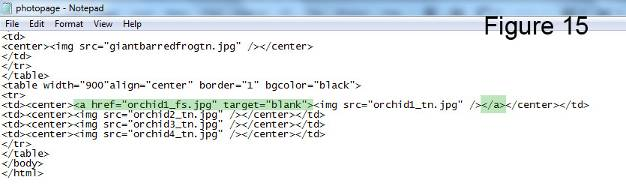 photopage - Notepad
File Edit Format View Help
Figure 15
<td>
<center><img src="giantbarredfrogtn.jpg" /></center>
</td>
</tr>
</table>
<table width="900"align="center" border="1" bgcolor="black">
<tr>
<td><center><a href="orchid1_fs.jpg" target="blank"><img src="orchid1_tn.jpg" /></a></center></td>
<td><center><img src="orchid2_tn.jpg" /></center></td>
<td><center><img src="orchid3_tn.jpg" /></center></td>
<td><center><img src="orchid4_tn.jpg" /></center></td>
</tr>
</table>
</body>
</html>